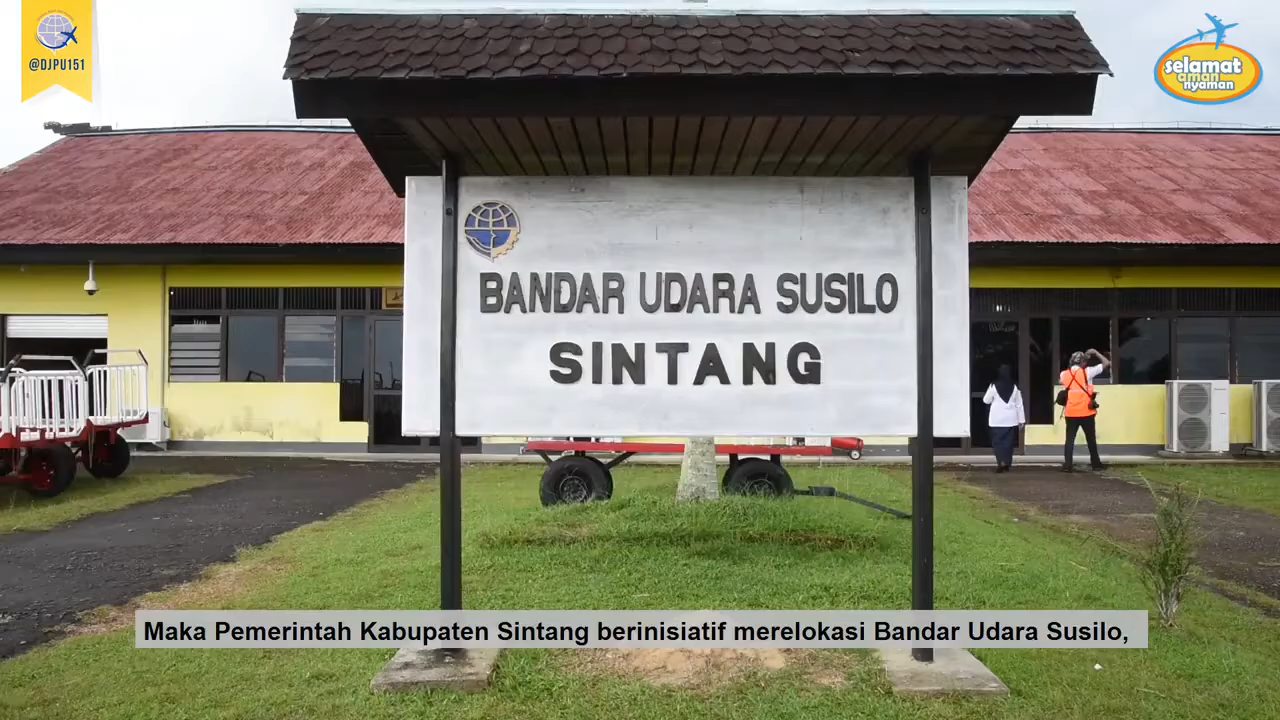 @DJPU151
selamat
aman
nyaman
BANDAR UDARA SUSILO
SINTANG
Maka Pemerintah Kabupaten Sintang berinisiatif merelokasi Bandar Udara Susilo,